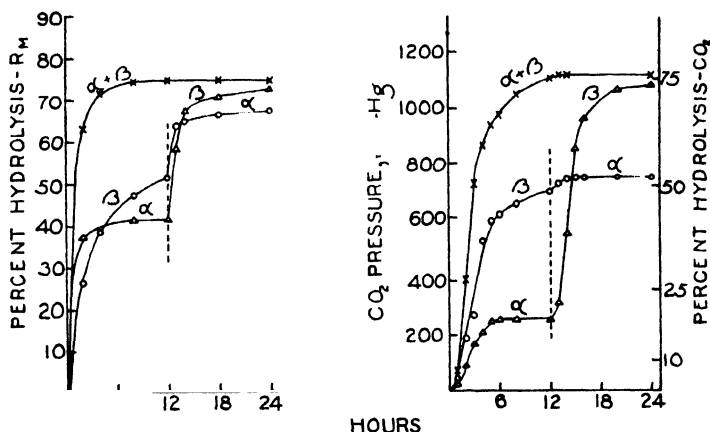 PERCENT HYDROLYSIS-RM
90
80
70
60
50
40
30
20
10
12
18
24
α+β
β
α
β
α
CO2 PRESSURE, -Hg
1200
1000
800
600
400
200
6
12
18
24
α+β
β
α
β
α
75
50
25
10
PERCENT HYDROLYSIS-CO2
HOURS